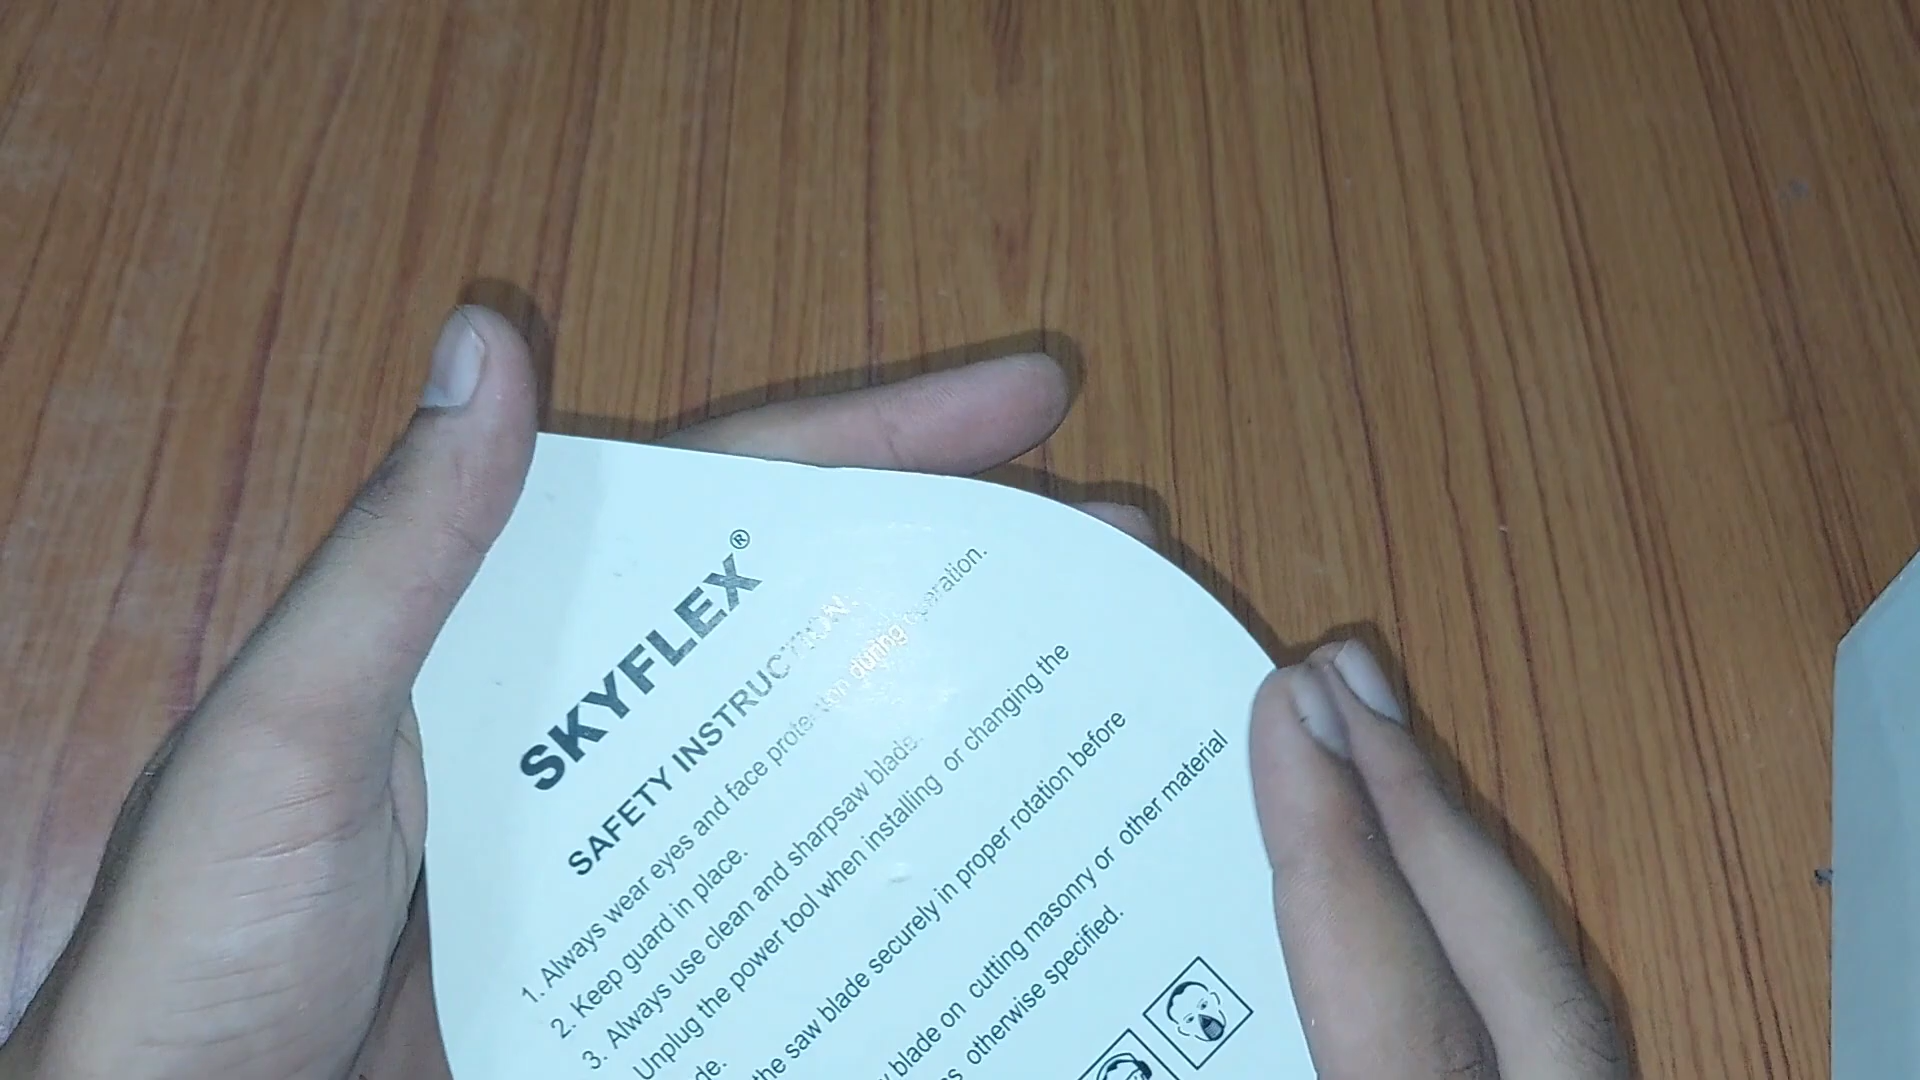 SKYFLEX®
SAFETY INSTRUCTION
1. Always wear eyes and face protection during operation.
2. Keep guard in place.
3. Always use clean and sharpsaw blade.
Unplug the power tool when installing or changing the
the saw blade securely in proper rotation before
blade on cutting masonry or other material
otherwise specified.